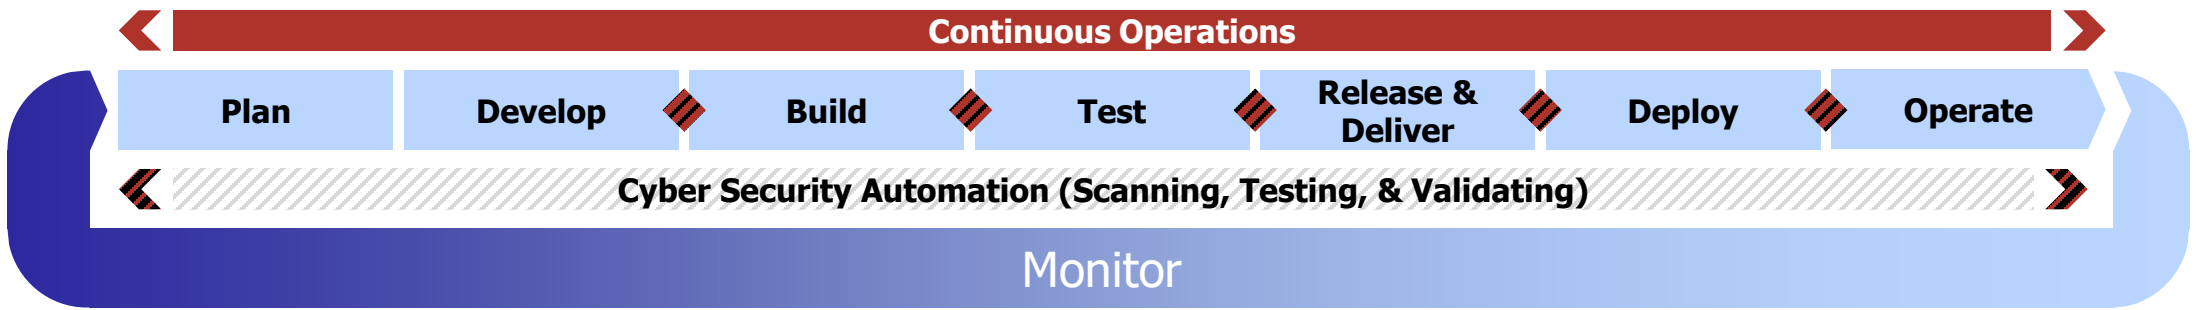 Continuous Operations
Plan
Develop
Build
Test
Release &
Deliver
Deploy
Operate
Cyber Security Automation (Scanning, Testing, & Validating)
Monitor